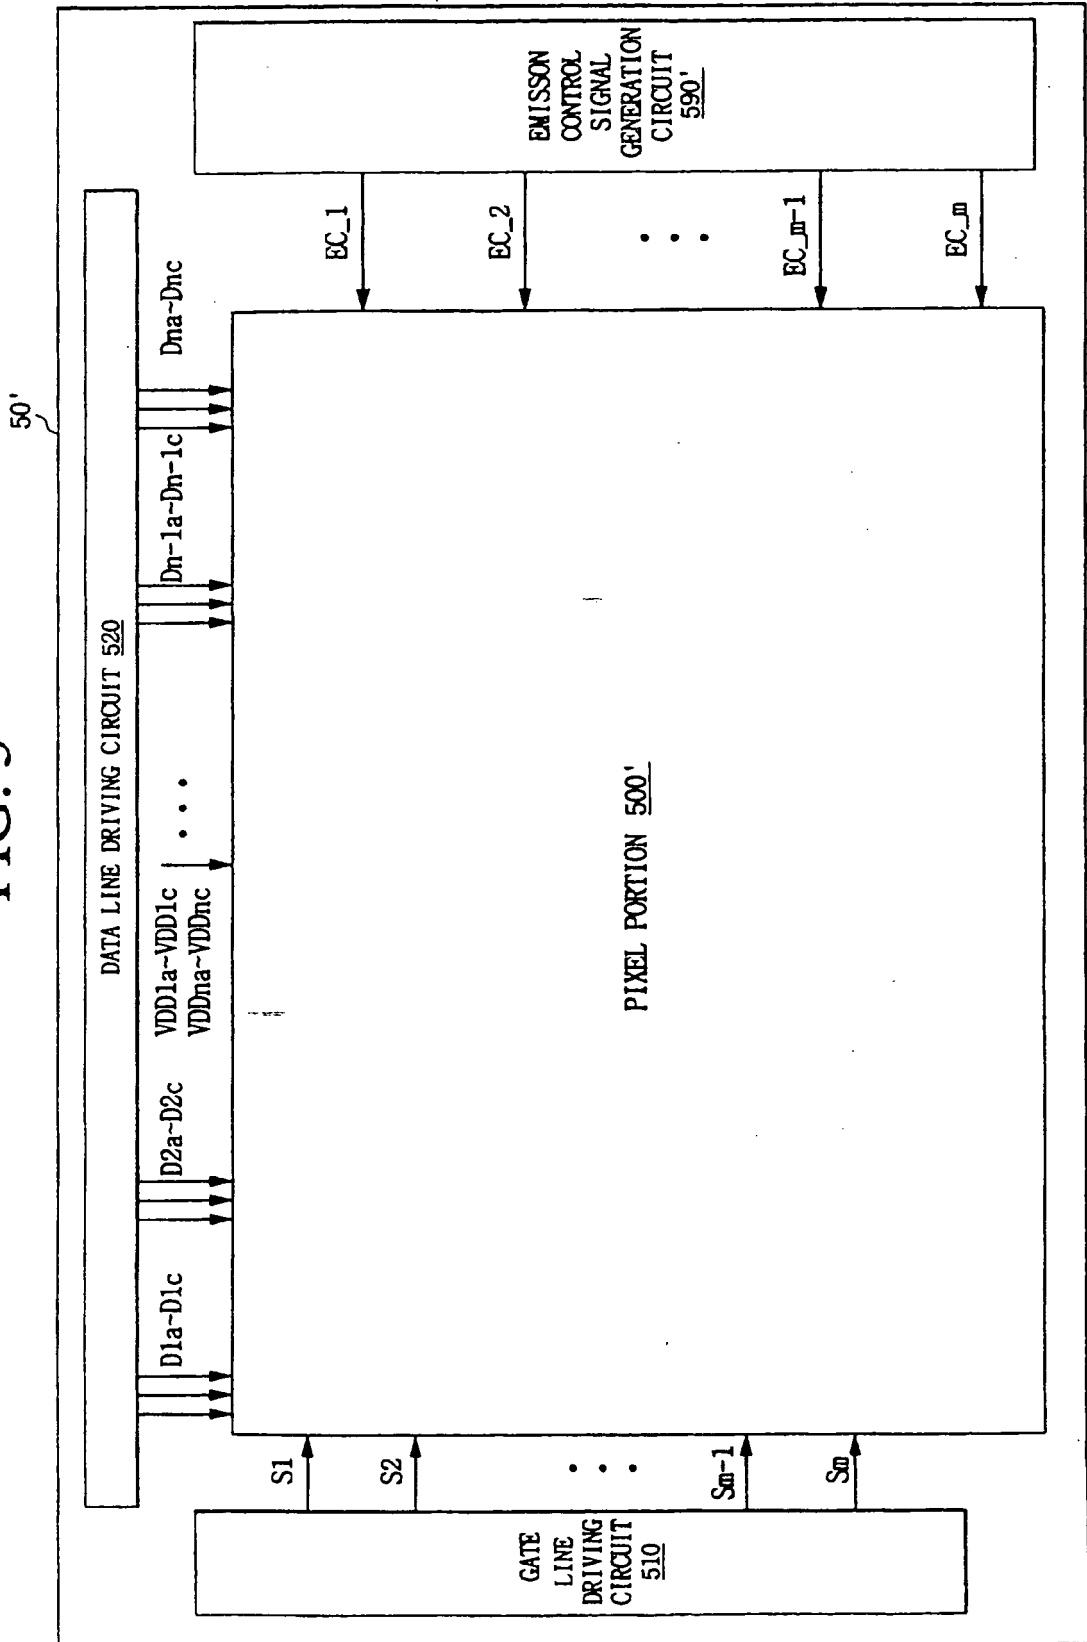 50'
DATA LINE DRIVING CIRCUIT 520
D1a~D1c
D2a~D2c
VDD1a~VDD1c
VDDna~VDDnc
• • •
Dn-1a~Dn-1c
Dna~Dnc
GATE
LINE
DRIVING
CIRCUIT
510
S1
S2
• • •
Sm-1
Sm
PIXEL PORTION 500'
EC_1
EC_2
• • •
EC_m-1
EC_m
EMISSON
CONTROL
SIGNAL
GENERATION
CIRCUIT
590'